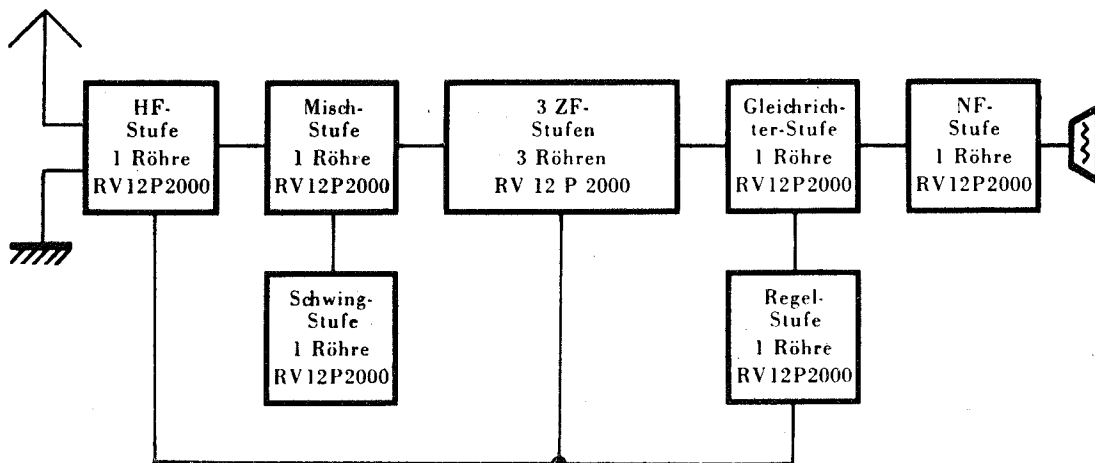 HF-
Stufe
1 Röhre
RV12P2000
Misch-
Stufe
1 Röhre
RV12P2000
3 ZF-
Stufen
3 Röhren
RV 12 P 2000
Gleichrich-
ter-Stufe
1 Röhre
RV12P2000
NF-
Stufe
1 Röhre
RV12P2000
Schwing-
Stufe
1 Röhre
RV12P2000
Regel-
Stufe
1 Röhre
RV12P2000